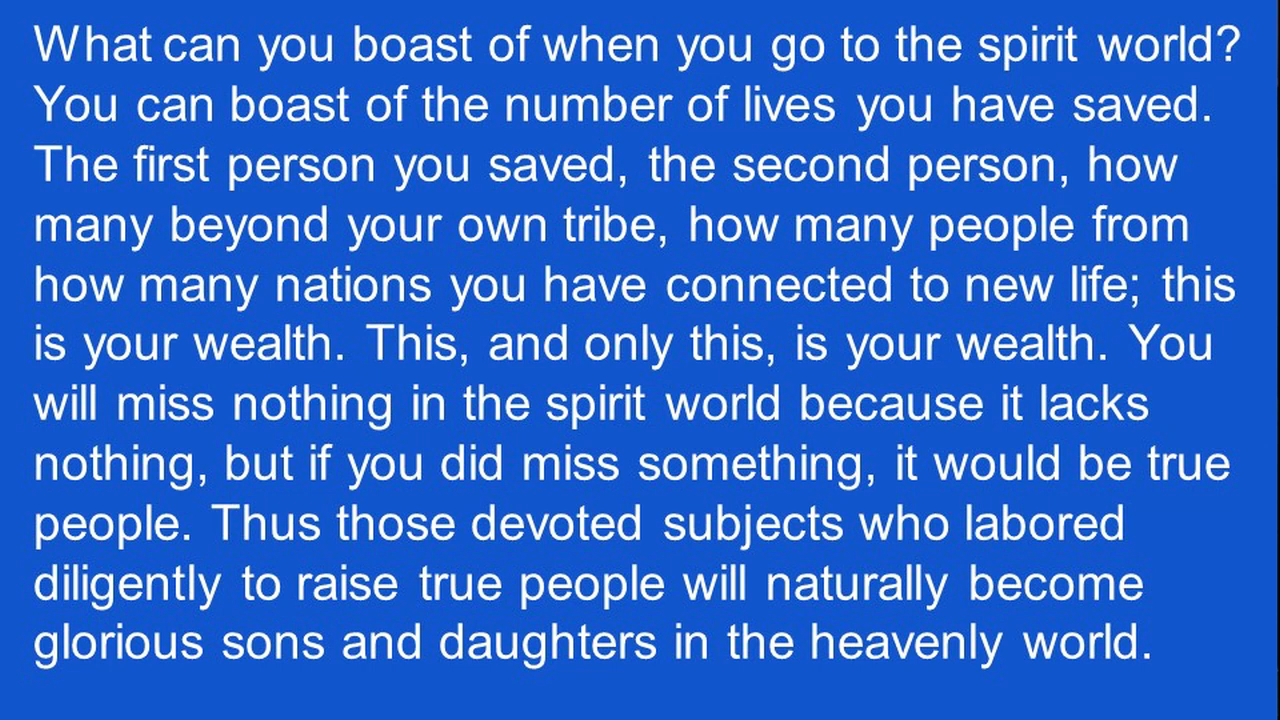 What can you boast of when you go to the spirit world?
You can boast of the number of lives you have saved.
The first person you saved, the second person, how
many beyond your own tribe, how many people from
how many nations you have connected to new life; this
is your wealth. This, and only this, is your wealth. You
will miss nothing in the spirit world because it lacks
nothing, but if you did miss something, it would be true
people. Thus those devoted subjects who labored
diligently to raise true people will naturally become
glorious sons and daughters in the heavenly world.